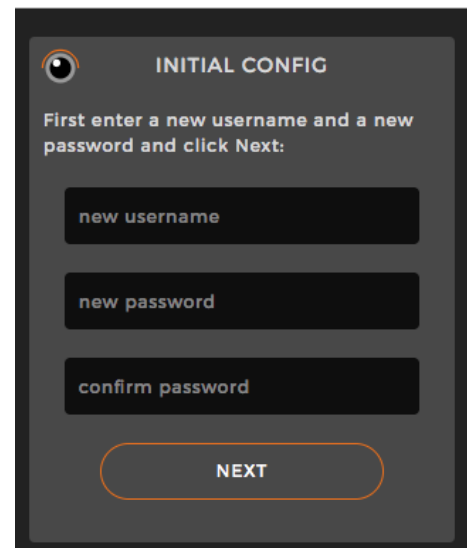 INITIAL CONFIG
First enter a new username and a new
password and click Next:
new username
new password
confirm password
NEXT